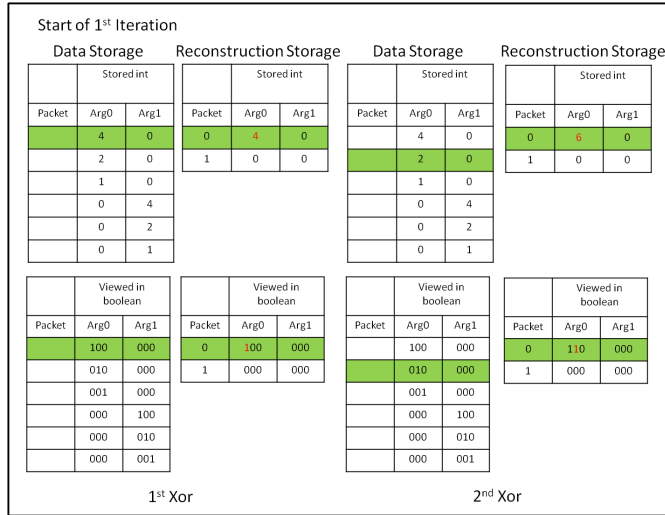 Start of 1st Iteration
Data Storage Reconstruction Storage Data Storage Reconstruction Storage
Stored int Stored int Stored int Stored int
Packet Arg0 Arg1 Packet Arg0 Arg1 Packet Arg0 Arg1 Packet Arg0 Arg1
4 0 0 4 0 4 0 0 6 0
2 0 1 0 0 2 0 1 0 0
1 0 1 0
0 4 0 4
0 2 0 2
0 1 0 1
Viewed in Viewed in Viewed in Viewed in
boolean boolean boolean boolean
Packet Arg0 Arg1 Packet Arg0 Arg1 Packet Arg0 Arg1 Packet Arg0 Arg1
100 000 0 100 000 100 000 0 110 000
010 000 1 000 000 010 000 1 000 000
001 000 001 000
000 100 000 100
000 010 000 010
000 001 000 001
1st Xor 2nd Xor